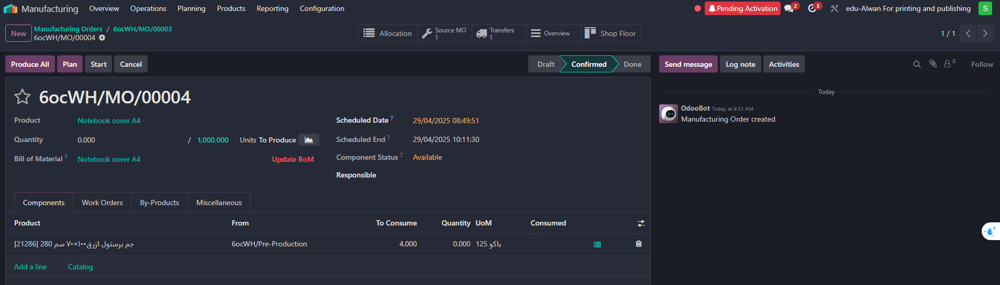 Manufacturing Overview Operations Planning Products Reporting Configuration Pending Activation 2 3 edu-Alwan For printing and publishing S
New Manufacturing Orders / 6ocWH/MO/00003
6ocWH/MO/00004
Allocation Source MO 1 Transfers 1 Overview Shop Floor 1 / 1
Produce All Plan Start Cancel Draft Confirmed Done Send message Log note Activities 0 Follow
6ocWH/MO/00004
Today
OdooBot Today at 9:51 AM
Manufacturing Order created
Product Notebook cover A4 Scheduled Date ? 29/04/2025 08:49:51
Quantity 0.000 / 1,000.000 Units To Produce Scheduled End ? 29/04/2025 10:11:30
Bill of Material ? Notebook cover A4 Update BoM Component Status ? Available
Responsible
Components Work Orders By-Products Miscellaneous
Product From To Consume Quantity UoM Consumed
[21286] جم برستول ازرق١٠٠×٧٠ سم 280 6ocWH/Pre-Production 4.000 0.000 باكو 125
Add a line Catalog